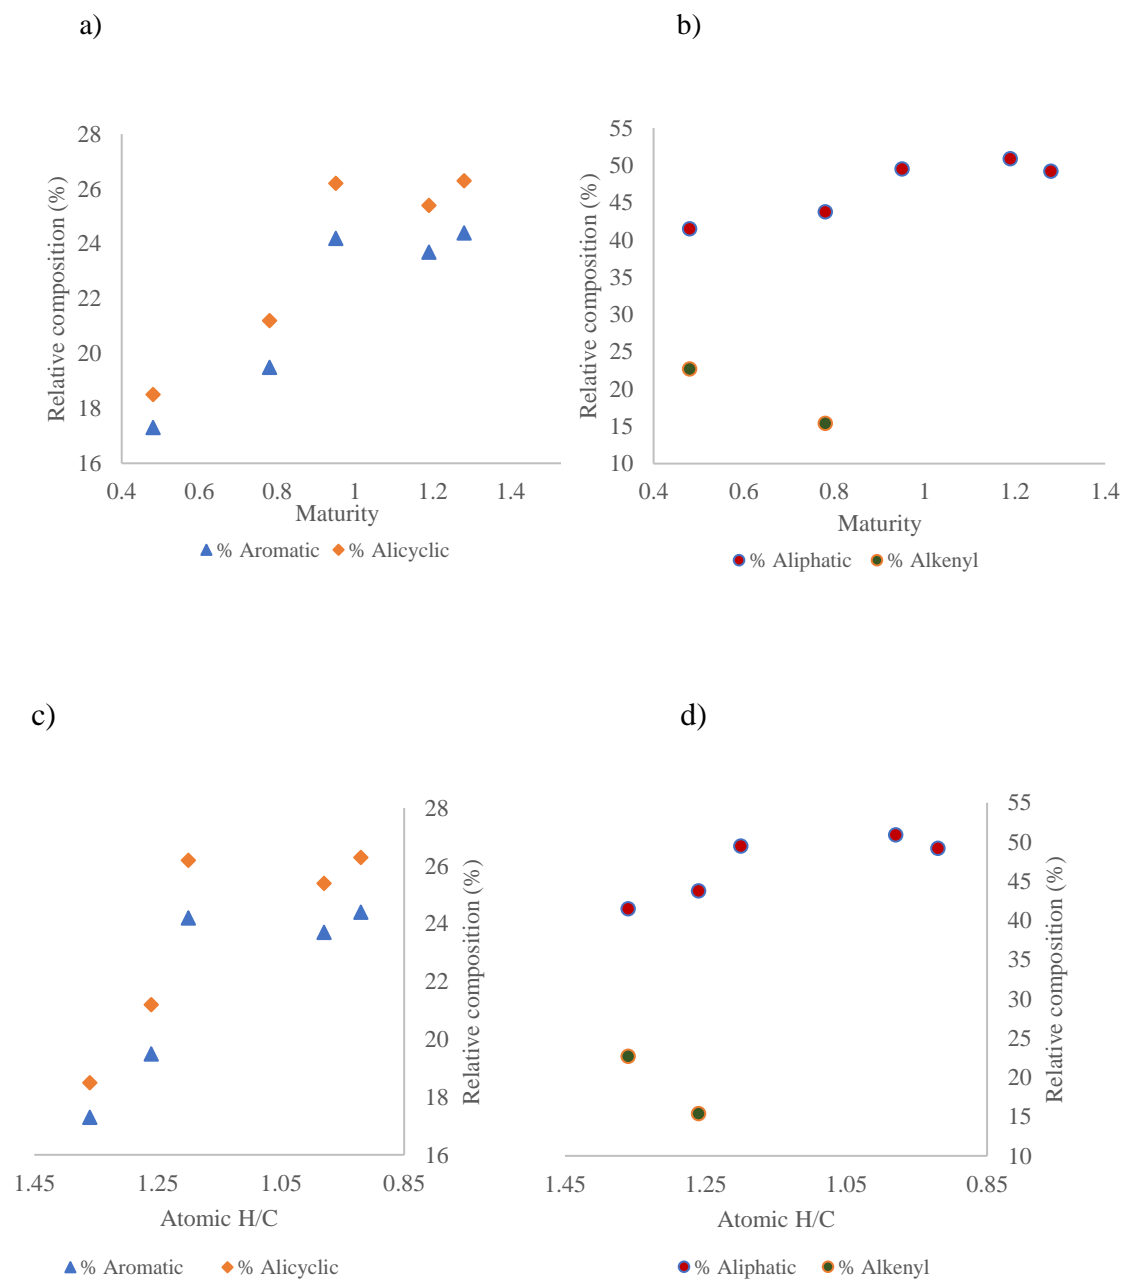 a)
b)
28
26
24
22
20
18
16
Relative composition (%)
0.4 0.6 0.8 1 1.2 1.4
Maturity
% Aromatic % Alicyclic
55
50
45
40
35
30
25
20
15
10
Relative composition (%)
0.4 0.6 0.8 1 1.2 1.4
Maturity
% Aliphatic % Alkenyl
c)
d)
28
26
24
22
20
18
16
Relative composition (%)
1.45 1.25 1.05 0.85
Atomic H/C
% Aromatic % Alicyclic
55
50
45
40
35
30
25
20
15
10
Relative composition (%)
1.45 1.25 1.05 0.85
Atomic H/C
% Aliphatic % Alkenyl